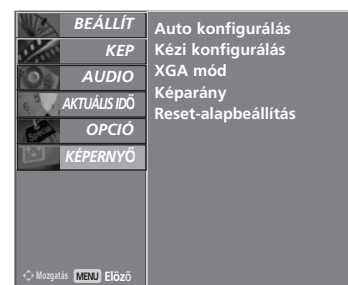 BEÁLLÍT
KEP
AUDIO
AKTUÁLIS IDŐ
OPCIÓ
KÉPERNYŐ
Auto konfigurálás
Kézi konfigurálás
XGA mód
Képarány
Reset-alapbeállítás
Mozgatás MENU Előző